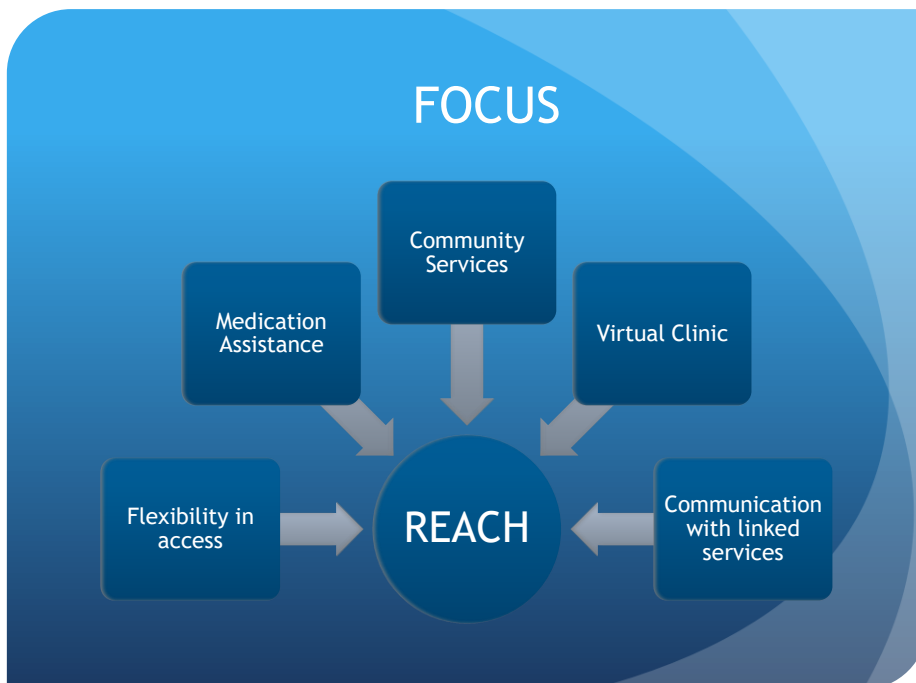 FOCUS
Community
Services
Medication
Assistance
Virtual Clinic
Flexibility in
access
REACH
Communication
with linked
services